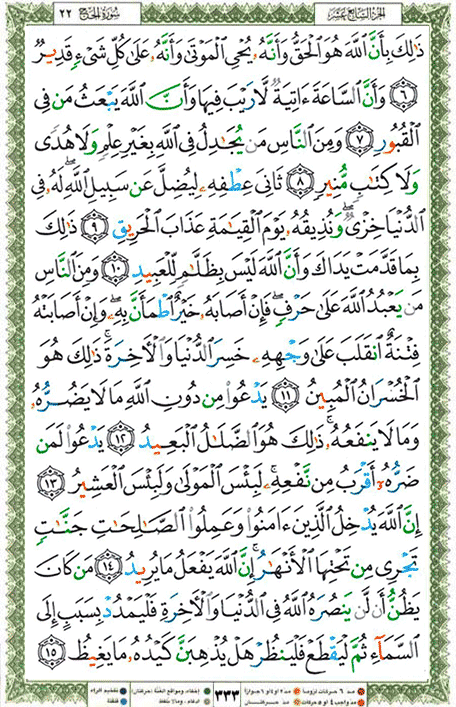 الجزء السابع عشر سورة الحج ٢٢
ذَٰلِكَ بِأَنَّ ٱللَّهَ هُوَ ٱلْحَقُّ وَأَنَّهُۥ يُحْىِ ٱلْمَوْتَىٰ وَأَنَّهُۥ عَلَىٰ كُلِّ شَىْءٍ قَدِيرٌ
٦ وَأَنَّ ٱلسَّاعَةَ ءَاتِيَةٌ لَّا رَيْبَ فِيهَا وَأَنَّ ٱللَّهَ يَبْعَثُ مَن فِى
ٱلْقُبُورِ ٧ وَمِنَ ٱلنَّاسِ مَن يُجَٰدِلُ فِى ٱللَّهِ بِغَيْرِ عِلْمٍ وَلَا هُدًى
وَلَا كِتَٰبٍ مُّنِيرٍ ٨ ثَانِىَ عِطْفِهِۦ لِيُضِلَّ عَن سَبِيلِ ٱللَّهِ ۖ لَهُۥ فِى
ٱلدُّنْيَا خِزْىٌ ۖ وَنُذِيقُهُۥ يَوْمَ ٱلْقِيَٰمَةِ عَذَابَ ٱلْحَرِيقِ ٩ ذَٰلِكَ
بِمَا قَدَّمَتْ يَدَاكَ وَأَنَّ ٱللَّهَ لَيْسَ بِظَلَّٰمٍ لِّلْعَبِيدِ ١٠ وَمِنَ ٱلنَّاسِ
مَن يَعْبُدُ ٱللَّهَ عَلَىٰ حَرْفٍ ۖ فَإِنْ أَصَابَهُۥ خَيْرٌ ٱطْمَأَنَّ بِهِۦ ۖ وَإِنْ أَصَابَتْهُ
فِتْنَةٌ ٱنقَلَبَ عَلَىٰ وَجْهِهِۦ خَسِرَ ٱلدُّنْيَا وَٱلْءَاخِرَةَ ۚ ذَٰلِكَ هُوَ
ٱلْخُسْرَانُ ٱلْمُبِينُ ١١ يَدْعُوا۟ مِن دُونِ ٱللَّهِ مَا لَا يَضُرُّهُۥ
وَمَا لَا يَنفَعُهُۥ ۚ ذَٰلِكَ هُوَ ٱلضَّلَٰلُ ٱلْبَعِيدُ ١٢ يَدْعُوا۟ لَمَن
ضَرُّهُۥٓ أَقْرَبُ مِن نَّفْعِهِۦ ۚ لَبِئْسَ ٱلْمَوْلَىٰ وَلَبِئْسَ ٱلْعَشِيرُ ١٣
إِنَّ ٱللَّهَ يُدْخِلُ ٱلَّذِينَ ءَامَنُوا۟ وَعَمِلُوا۟ ٱلصَّٰلِحَٰتِ جَنَّٰتٍ
تَجْرِى مِن تَحْتِهَا ٱلْأَنْهَٰرُ ۚ إِنَّ ٱللَّهَ يَفْعَلُ مَا يُرِيدُ ١٤ مَن كَانَ
يَظُنُّ أَن لَّن يَنصُرَهُ ٱللَّهُ فِى ٱلدُّنْيَا وَٱلْءَاخِرَةِ فَلْيَمْدُدْ بِسَبَبٍ إِلَى
ٱلسَّمَآءِ ثُمَّ لْيَقْطَعْ فَلْيَنظُرْ هَلْ يُذْهِبَنَّ كَيْدُهُۥ مَا يَغِيظُ ١٥
مد ٦ حركات لزوماً مد ٢ او ٤ او ٦ جوازاً ٣٣٣ إخفاء، ومواقع الغنة (حركتان) تفخيم الراء
مد واجب ٤ او ٥ حركات مد حركتان إدغام، وما لا يلفظ قلقلة